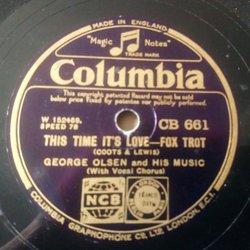 MADE IN ENGLAND
"Magic Notes"
TRADE MARK
Columbia
This copyright Patented Record may not be sold
below price fixed by patentees nor publicly performed.
W 152469.
SPEED 78
CB 661
THIS TIME IT'S LOVE—FOX TROT
(COOTS & LEWIS)
GEORGE OLSEN AND HIS MUSIC
(With Vocal Chorus)
NCB
COLUMBIA GRAPHOPHONE CO. LTD. LONDON, E.C.1.